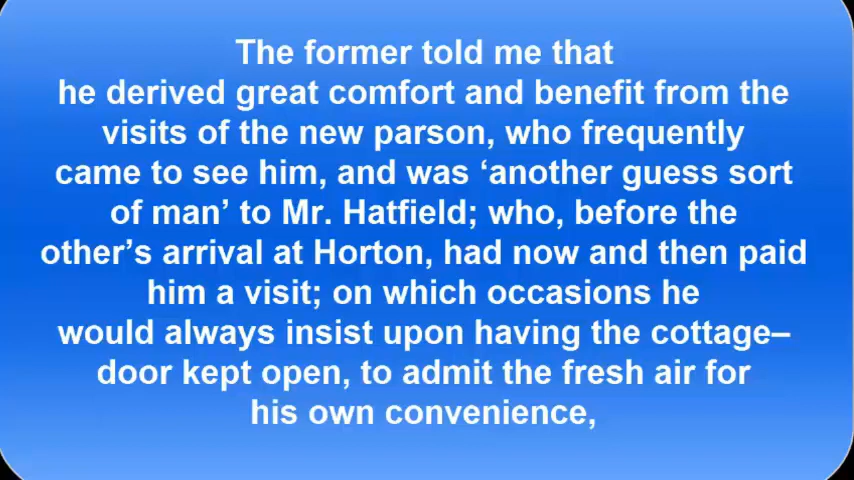 The former told me that
he derived great comfort and benefit from the
visits of the new parson, who frequently
came to see him, and was ‘another guess sort
of man’ to Mr. Hatfield; who, before the
other’s arrival at Horton, had now and then paid
him a visit; on which occasions he
would always insist upon having the cottage–
door kept open, to admit the fresh air for
his own convenience,